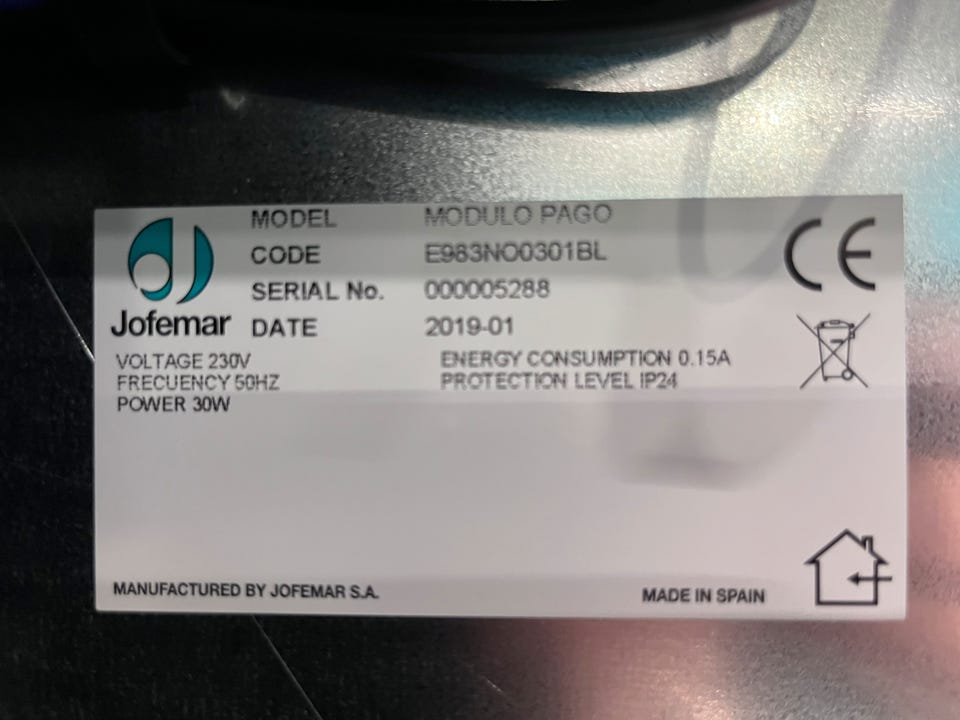 MODEL MODULO PAGO
CODE E983NO0301BL
SERIAL No. 000005288
Jofemar DATE 2019-01
VOLTAGE 230V ENERGY CONSUMPTION 0.15A
FRECUENCY 50HZ PROTECTION LEVEL IP24
POWER 30W
MANUFACTURED BY JOFEMAR S.A. MADE IN SPAIN
CE